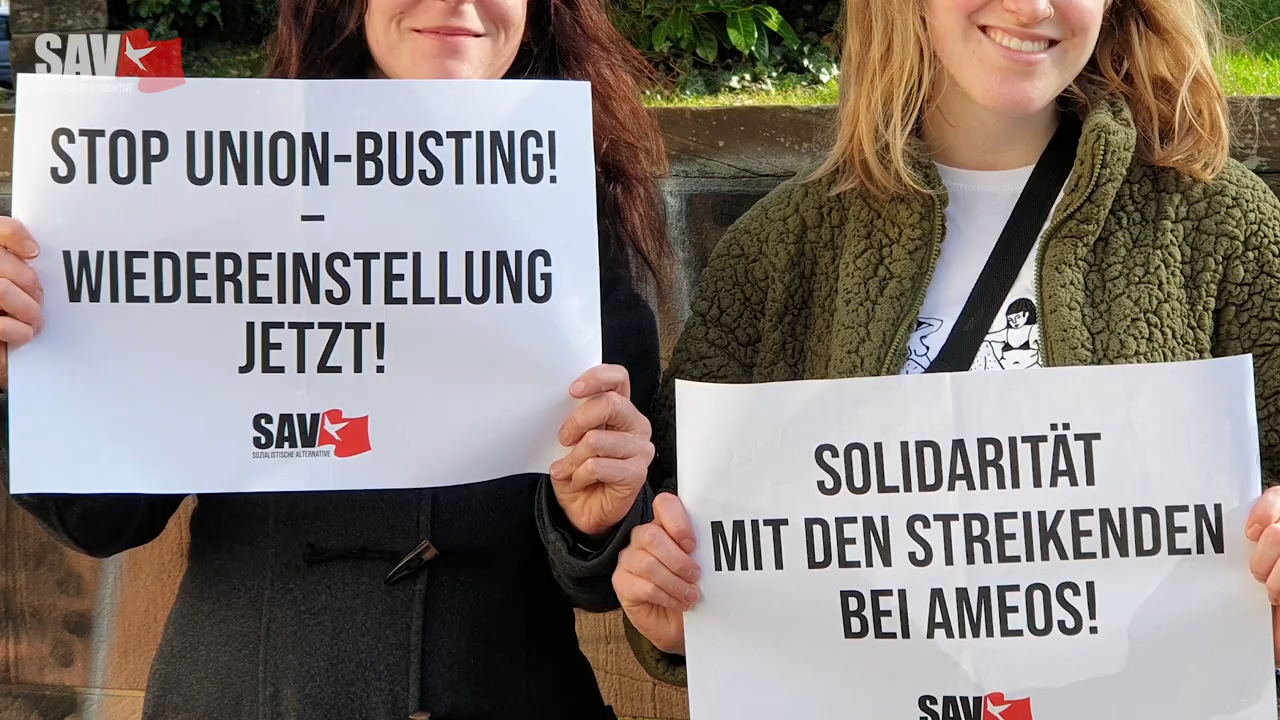 SAV
STOP UNION-BUSTING!
–
WIEDEREINSTELLUNG
JETZT!
SAV
SOZIALISTISCHE ALTERNATIVE
SOLIDARITÄT
MIT DEN STREIKENDEN
BEI AMEOS!
SAV